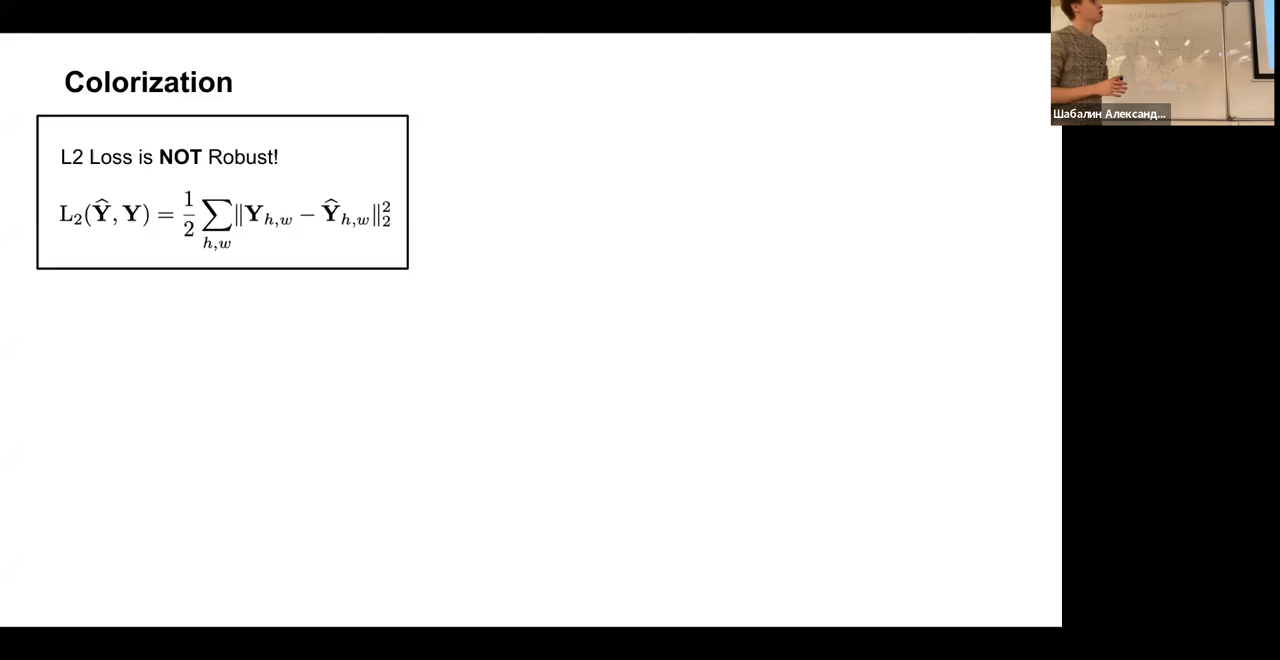 Colorization
L2 Loss is NOT Robust!
L₂(Ŷ, Y) = 1/2 ∑_{h,w} ‖Y_{h,w} − Ŷ_{h,w}‖₂²
Шабалин Александ...